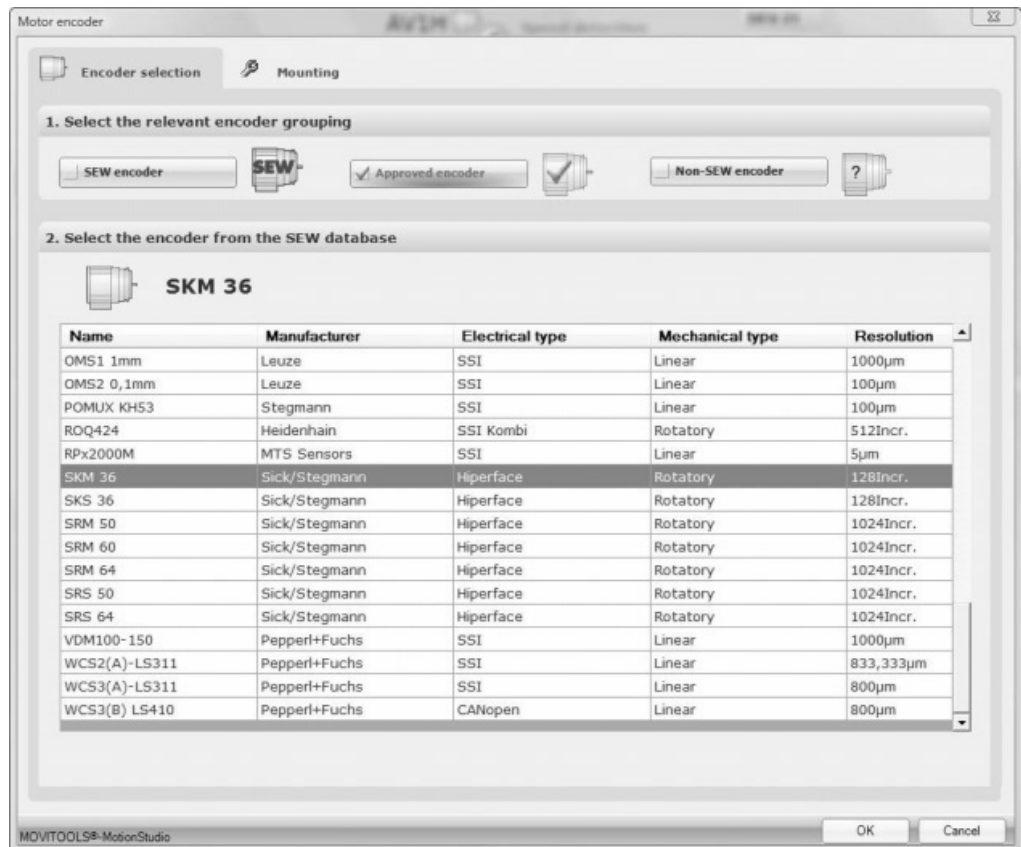 Motor encoder
Encoder selection Mounting
1. Select the relevant encoder grouping
SEW encoder SEW Approved encoder Non-SEW encoder ?
2. Select the encoder from the SEW database
SKM 36
Name Manufacturer Electrical type Mechanical type Resolution
OMS1 1mm Leuze SSI Linear 1000µm
OMS2 0,1mm Leuze SSI Linear 100µm
POMUX KH53 Stegmann SSI Linear 100µm
ROQ424 Heidenhain SSI Kombi Rotatory 512Incr.
RPx2000M MTS Sensors SSI Linear 5µm
SKM 36 Sick/Stegmann Hiperface Rotatory 128Incr.
SKS 36 Sick/Stegmann Hiperface Rotatory 128Incr.
SRM 50 Sick/Stegmann Hiperface Rotatory 1024Incr.
SRM 60 Sick/Stegmann Hiperface Rotatory 1024Incr.
SRM 64 Sick/Stegmann Hiperface Rotatory 1024Incr.
SRS 50 Sick/Stegmann Hiperface Rotatory 1024Incr.
SRS 64 Sick/Stegmann Hiperface Rotatory 1024Incr.
VDM100-150 Pepperl+Fuchs SSI Linear 1000µm
WCS2(A)-LS311 Pepperl+Fuchs SSI Linear 833,333µm
WCS3(A)-LS311 Pepperl+Fuchs SSI Linear 800µm
WCS3(B) LS410 Pepperl+Fuchs CANopen Linear 800µm
MOVITOOLS®-MotionStudio OK Cancel